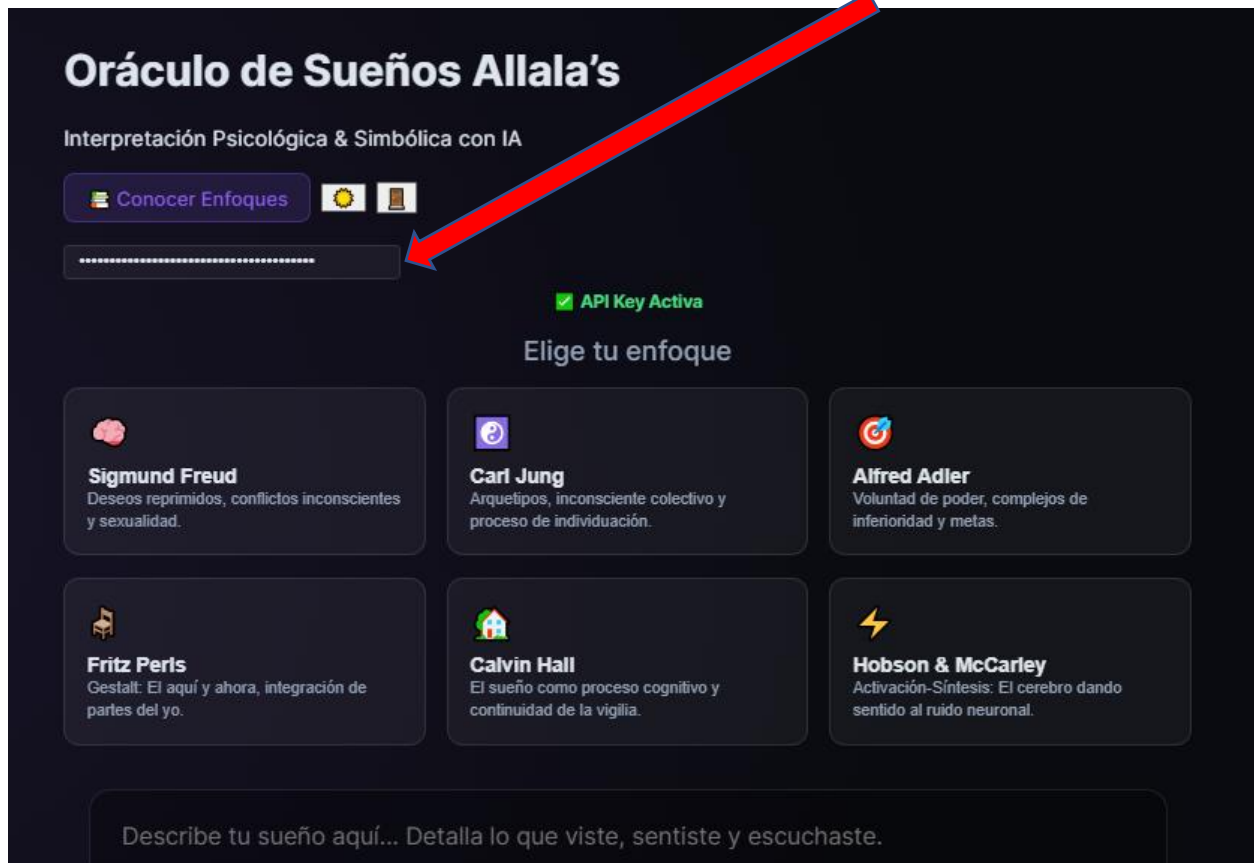 Oráculo de Sueños Allala’s
Interpretación Psicológica & Simbólica con IA
Conocer Enfoques
API Key Activa
Elige tu enfoque
Sigmund Freud
Deseos reprimidos, conflictos inconscientes
y sexualidad.
Carl Jung
Arquetipos, inconsciente colectivo y
proceso de individuación.
Alfred Adler
Voluntad de poder, complejos de
inferioridad y metas.
Fritz Perls
Gestalt: El aquí y ahora, integración de
partes del yo.
Calvin Hall
El sueño como proceso cognitivo y
continuidad de la vigilia.
Hobson & McCarley
Activación-Síntesis: El cerebro dando
sentido al ruido neuronal.
Describe tu sueño aquí... Detalla lo que viste, sentiste y escuchaste.